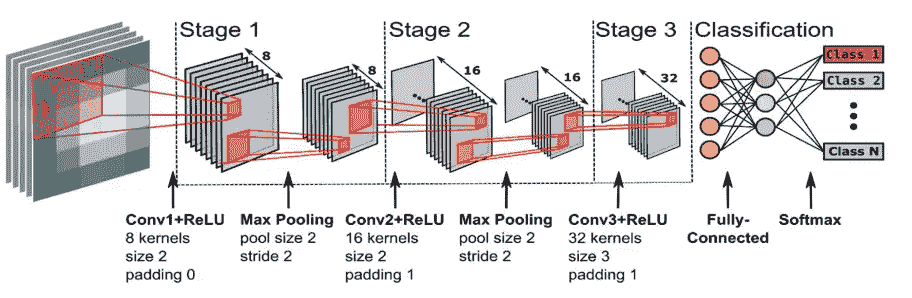 Stage 1
Stage 2
Stage 3
Classification
8
8
16
16
32
Class 1
Class 2
Class N
Conv1+ReLU
8 kernels
size 2
padding 0
Max Pooling
pool size 2
stride 2
Conv2+ReLU
16 kernels
size 2
padding 1
Max Pooling
pool size 2
stride 2
Conv3+ReLU
32 kernels
size 3
padding 1
Fully-
Connected
Softmax